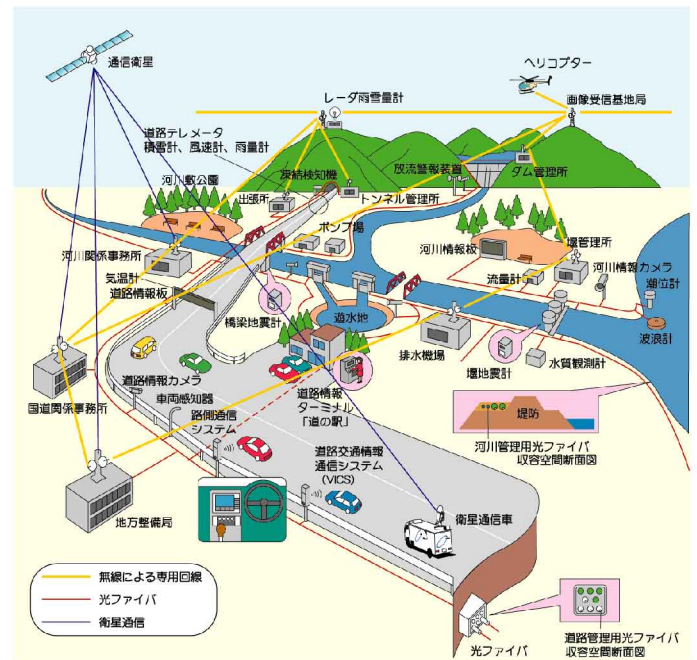 通信衛星
ヘリコプター
レーダ雨雪量計
画像受信基地局
道路テレメータ
積雪計、風速計、雨量計
凍結検知機
放流警報装置
ダム管理所
河川敷公園
出張所
トンネル管理所
ポンプ場
河川情報板
堰管理所
河川関係事務所
気温計
流量計
河川情報カメラ
潮位計
道路情報板
橋梁地震計
遊水地
排水機場
波浪計
水質観測計
堰地震計
道路情報カメラ
車両感知器
国道関係事務所
路側通信
システム
道路情報
ターミナル
「道の駅」
堤防
河川管理用光ファイバ
収容空間断面図
道路交通情報
通信システム
(VICS)
地方整備局
衛星通信車
無線による専用回線
光ファイバ
衛星通信
光ファイバ
道路管理用光ファイバ
収容空間断面図